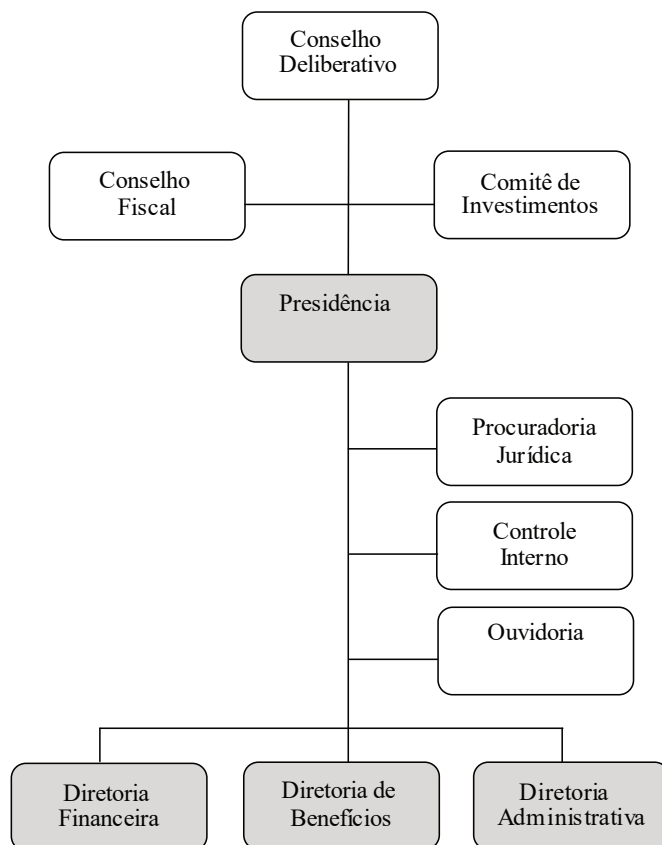 Conselho
Deliberativo
Conselho
Fiscal
Comitê de
Investimentos
Presidência
Procuradoria
Jurídica
Controle
Interno
Ouvidoria
Diretoria
Financeira
Diretoria de
Benefícios
Diretoria
Administrativa